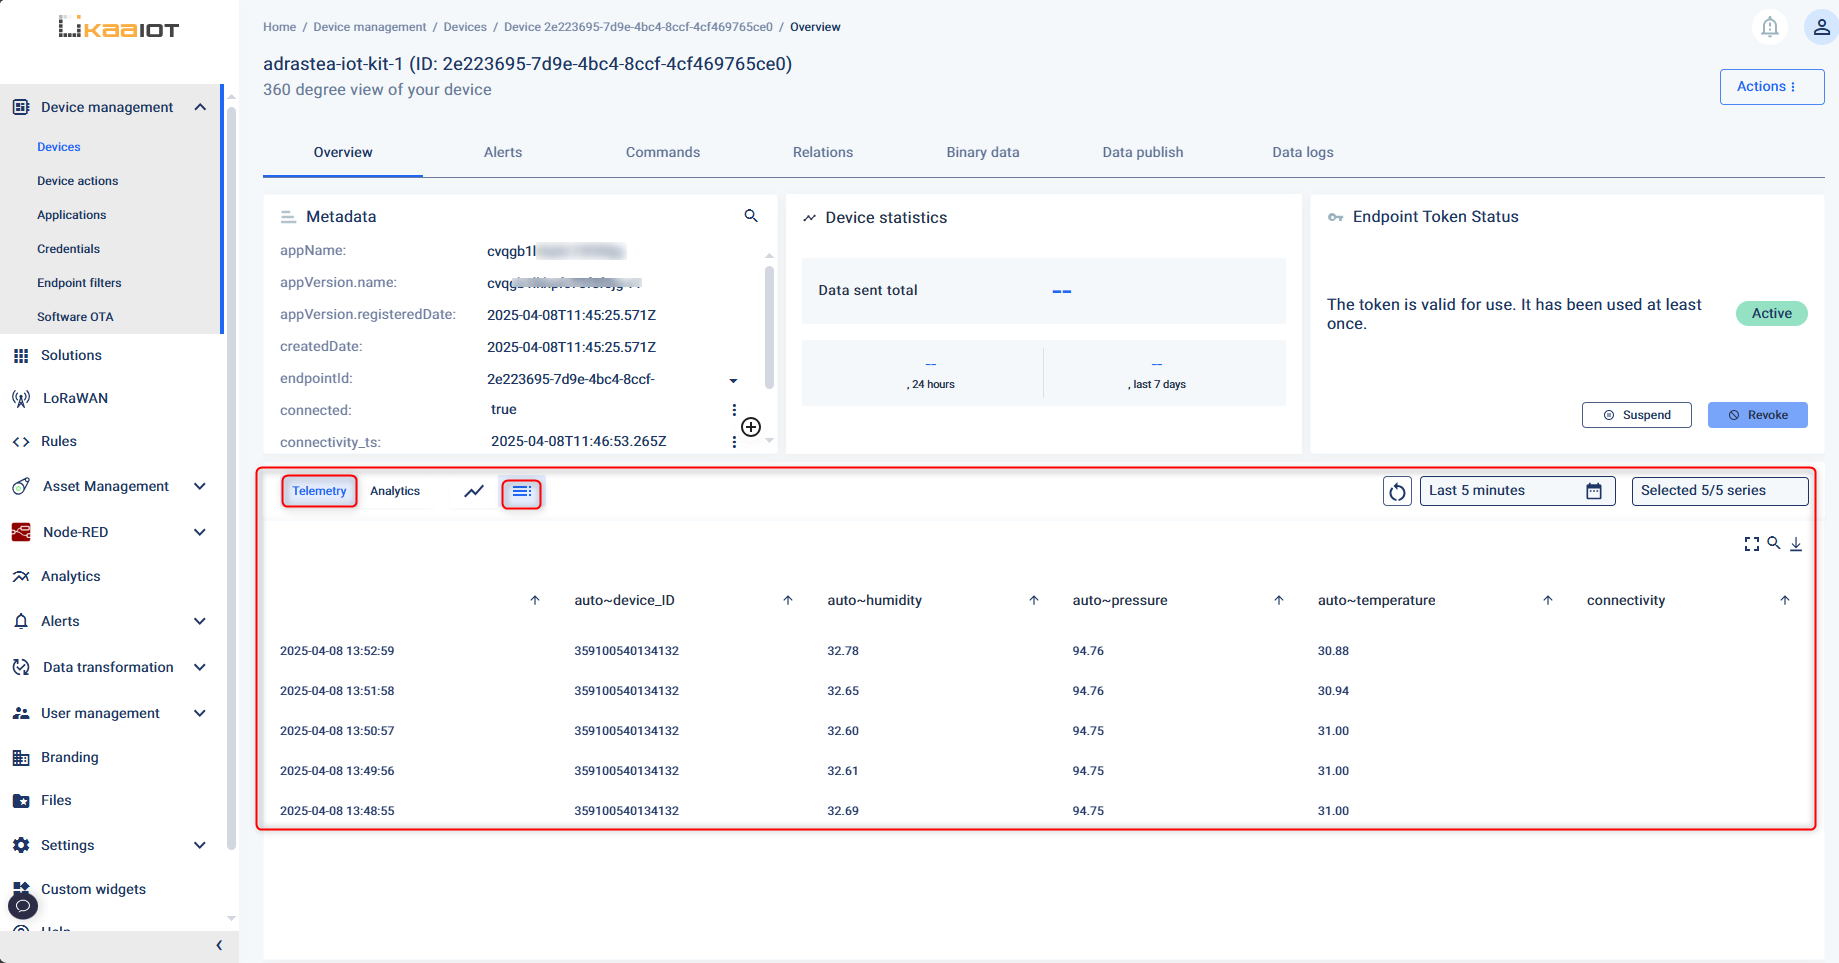 KaaIoT
Home / Device management / Devices / Device 2e223695-7d9e-4bc4-8ccf-4cf469765ce0 / Overview
adrastea-iot-kit-1 (ID: 2e223695-7d9e-4bc4-8ccf-4cf469765ce0)
360 degree view of your device
Actions
Device management
Devices
Device actions
Applications
Credentials
Endpoint filters
Software OTA
Solutions
LoRaWAN
Rules
Asset Management
Node-RED
Analytics
Alerts
Data transformation
User management
Branding
Files
Settings
Custom widgets
Help
Overview Alerts Commands Relations Binary data Data publish Data logs
Metadata
appName: cvqgb1l
appVersion.name:
appVersion.registeredDate: 2025-04-08T11:45:25.571Z
createdDate: 2025-04-08T11:45:25.571Z
endpointId: 2e223695-7d9e-4bc4-8ccf-
connected: true
connectivity_ts: 2025-04-08T11:46:53.265Z
Device statistics
Data sent total --
-- --
, 24 hours , last 7 days
Endpoint Token Status
The token is valid for use. It has been used at least
once.
Active
Suspend Revoke
Telemetry Analytics Last 5 minutes Selected 5/5 series
auto~device_ID auto~humidity auto~pressure auto~temperature connectivity
2025-04-08 13:52:59 359100540134132 32.78 94.76 30.88
2025-04-08 13:51:58 359100540134132 32.65 94.76 30.94
2025-04-08 13:50:57 359100540134132 32.60 94.75 31.00
2025-04-08 13:49:56 359100540134132 32.61 94.75 31.00
2025-04-08 13:48:55 359100540134132 32.69 94.75 31.00